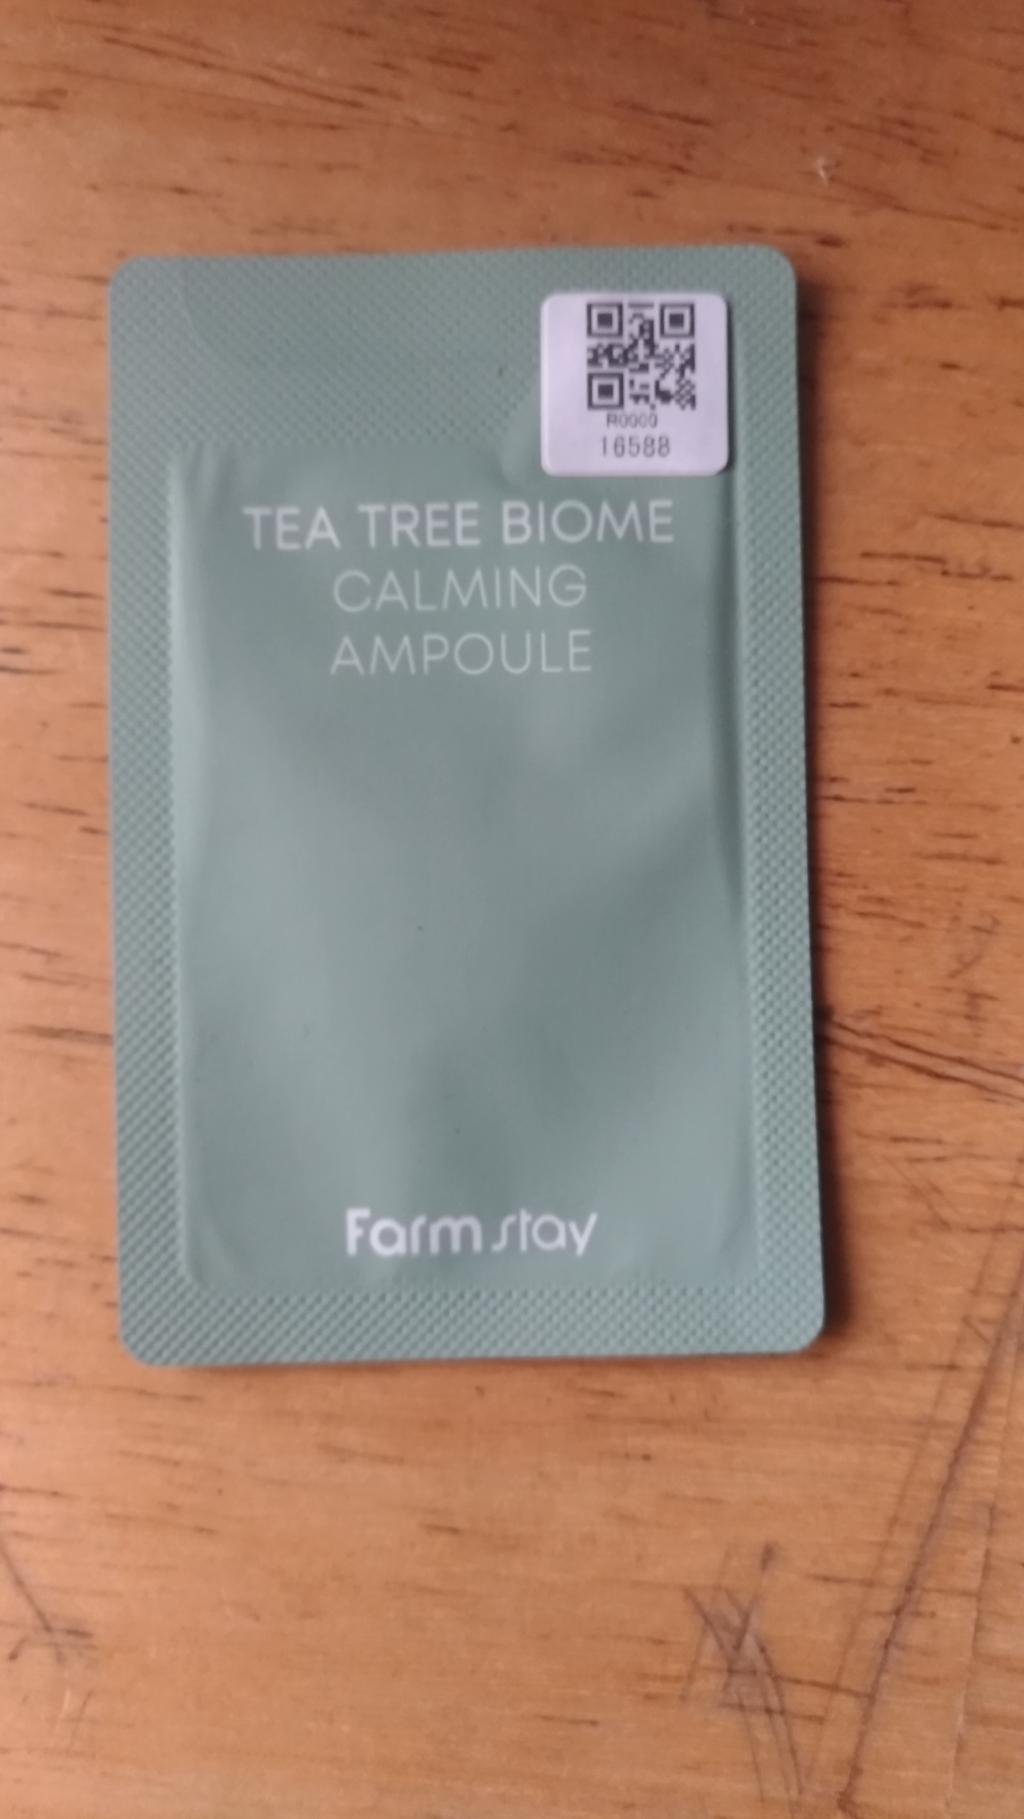 R0000
16588
TEA TREE BIOME
CALMING
AMPOULE
Farm stay